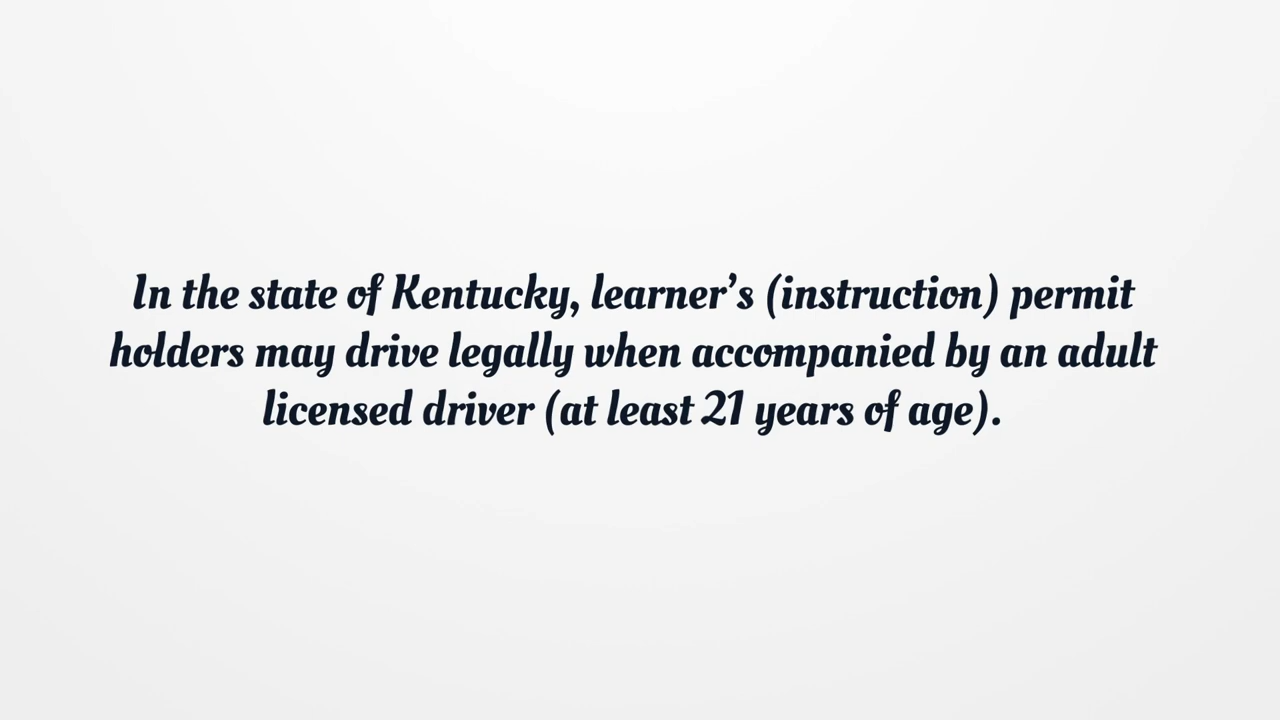 In the state of Kentucky, learner’s (instruction) permit
holders may drive legally when accompanied by an adult
licensed driver (at least 21 years of age).